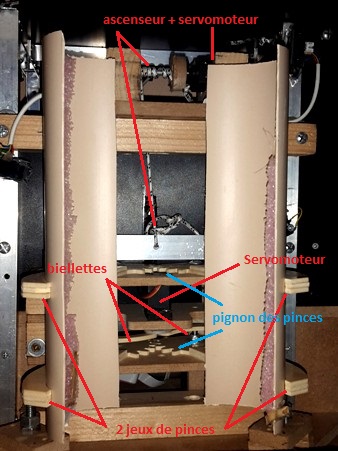 ascenseur + servomoteur
biellettes
Servomoteur
pignon des pinces
2 jeux de pinces